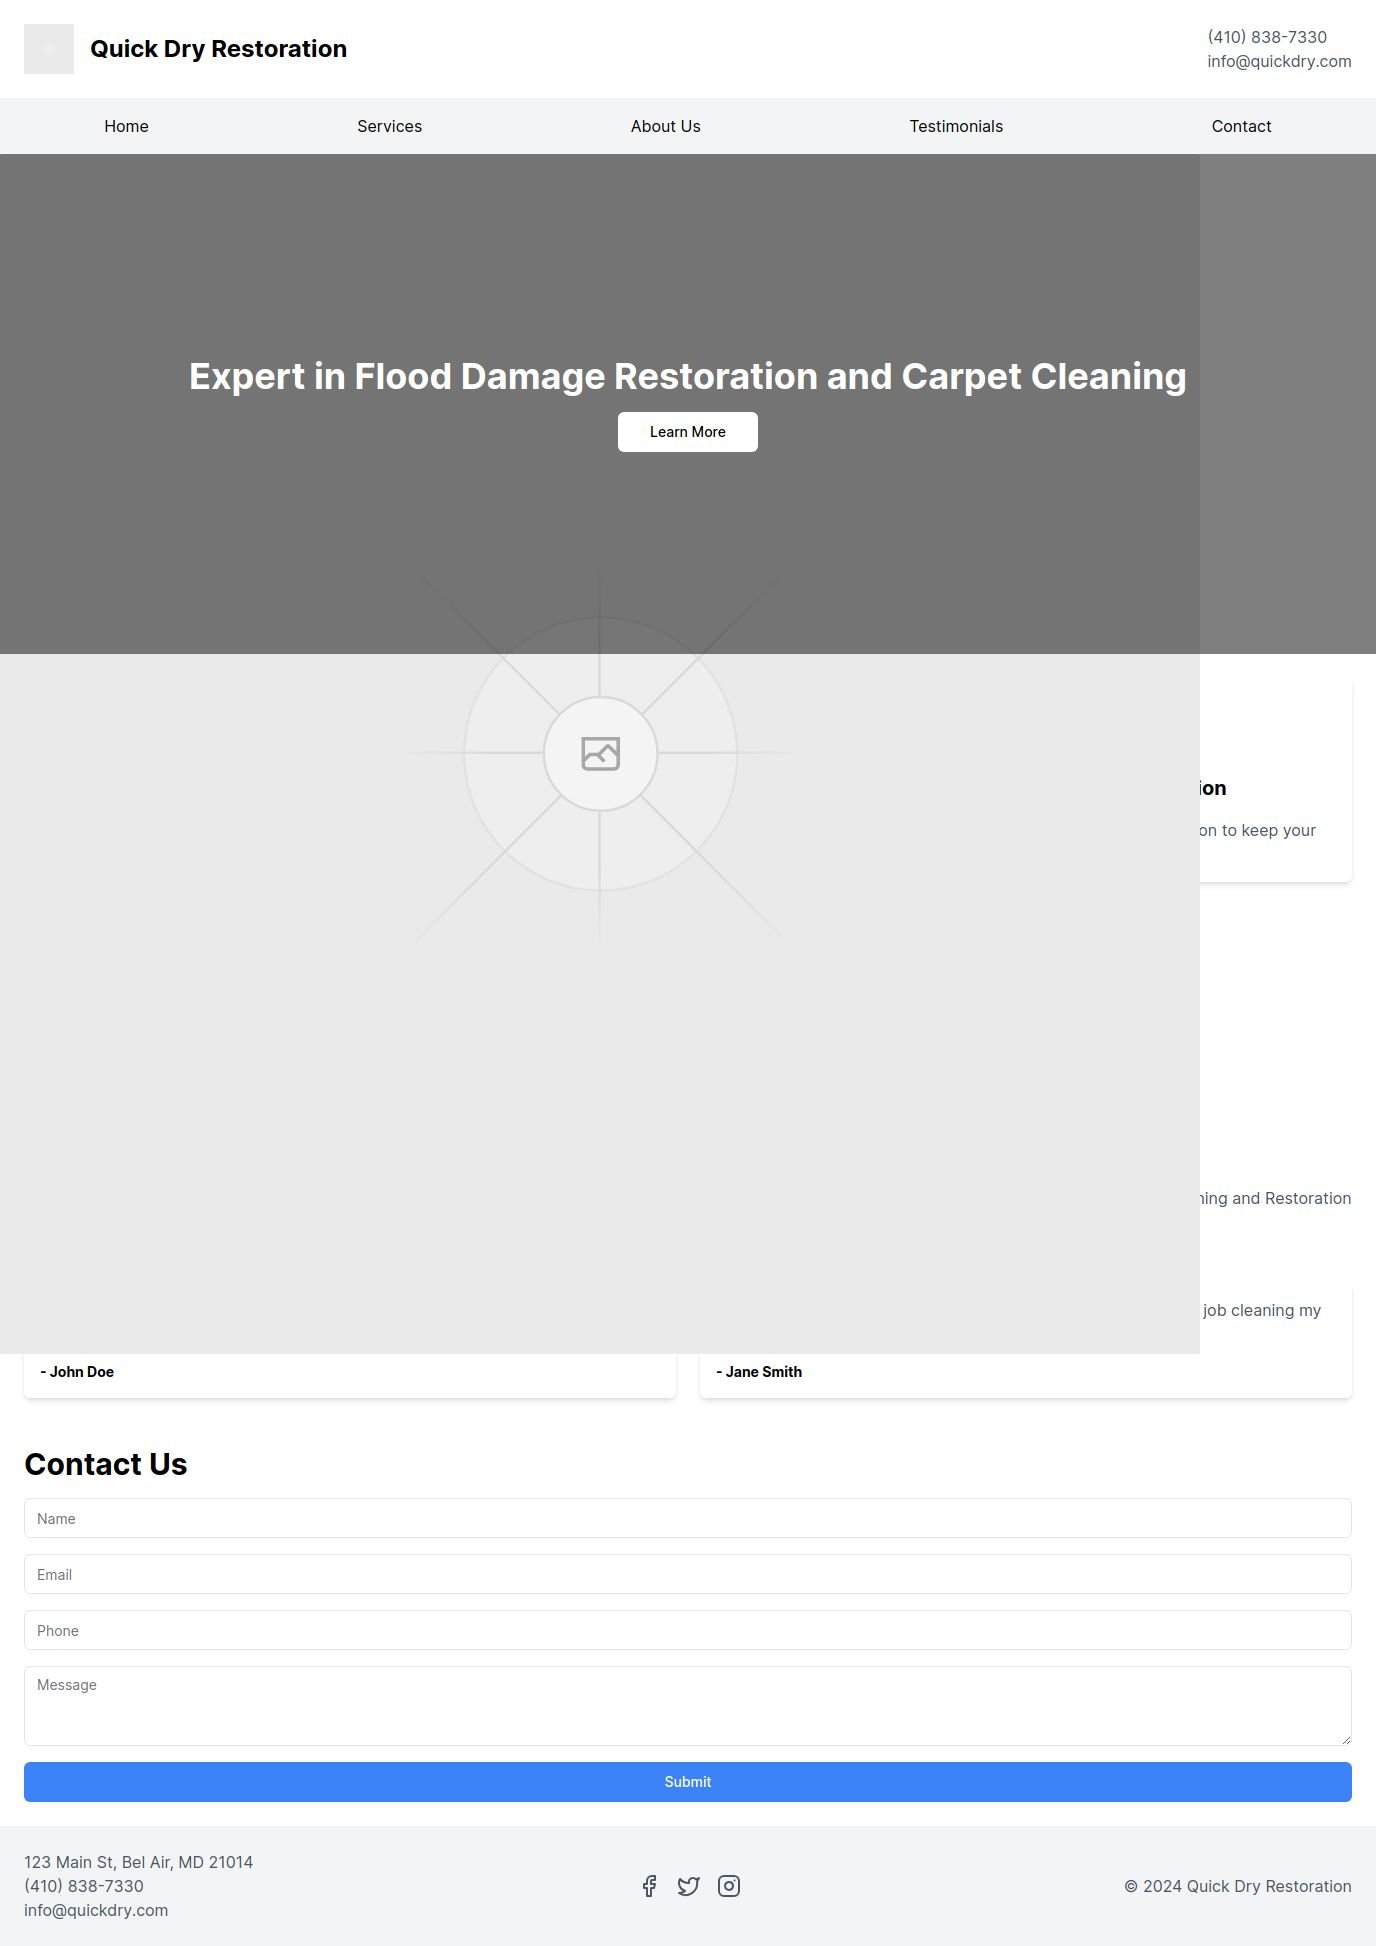 Quick Dry Restoration
(410) 838-7330
info@quickdry.com
Home
Services
About Us
Testimonials
Contact
Expert in Flood Damage Restoration and Carpet Cleaning
Learn More
ion
on to keep your
ning and Restoration
job cleaning my
- John Doe
- Jane Smith
Contact Us
Name
Email
Phone
Message
Submit
123 Main St, Bel Air, MD 21014
(410) 838-7330
info@quickdry.com
© 2024 Quick Dry Restoration